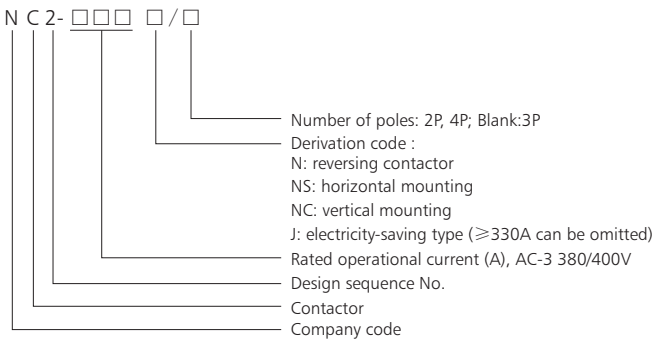 N C 2- □□□ □/□
Number of poles: 2P, 4P; Blank:3P
Derivation code :
N: reversing contactor
NS: horizontal mounting
NC: vertical mounting
J: electricity-saving type (≥330A can be omitted)
Rated operational current (A), AC-3 380/400V
Design sequence No.
Contactor
Company code